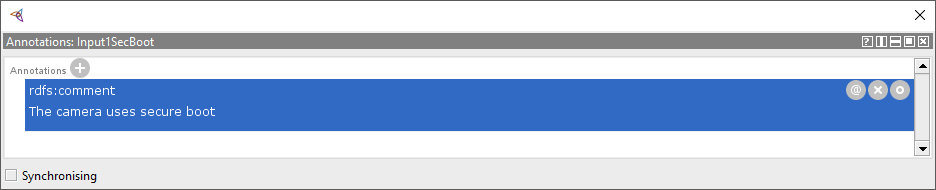 Annotations: Input1SecBoot
Annotations
rdfs:comment
The camera uses secure boot
Synchronising